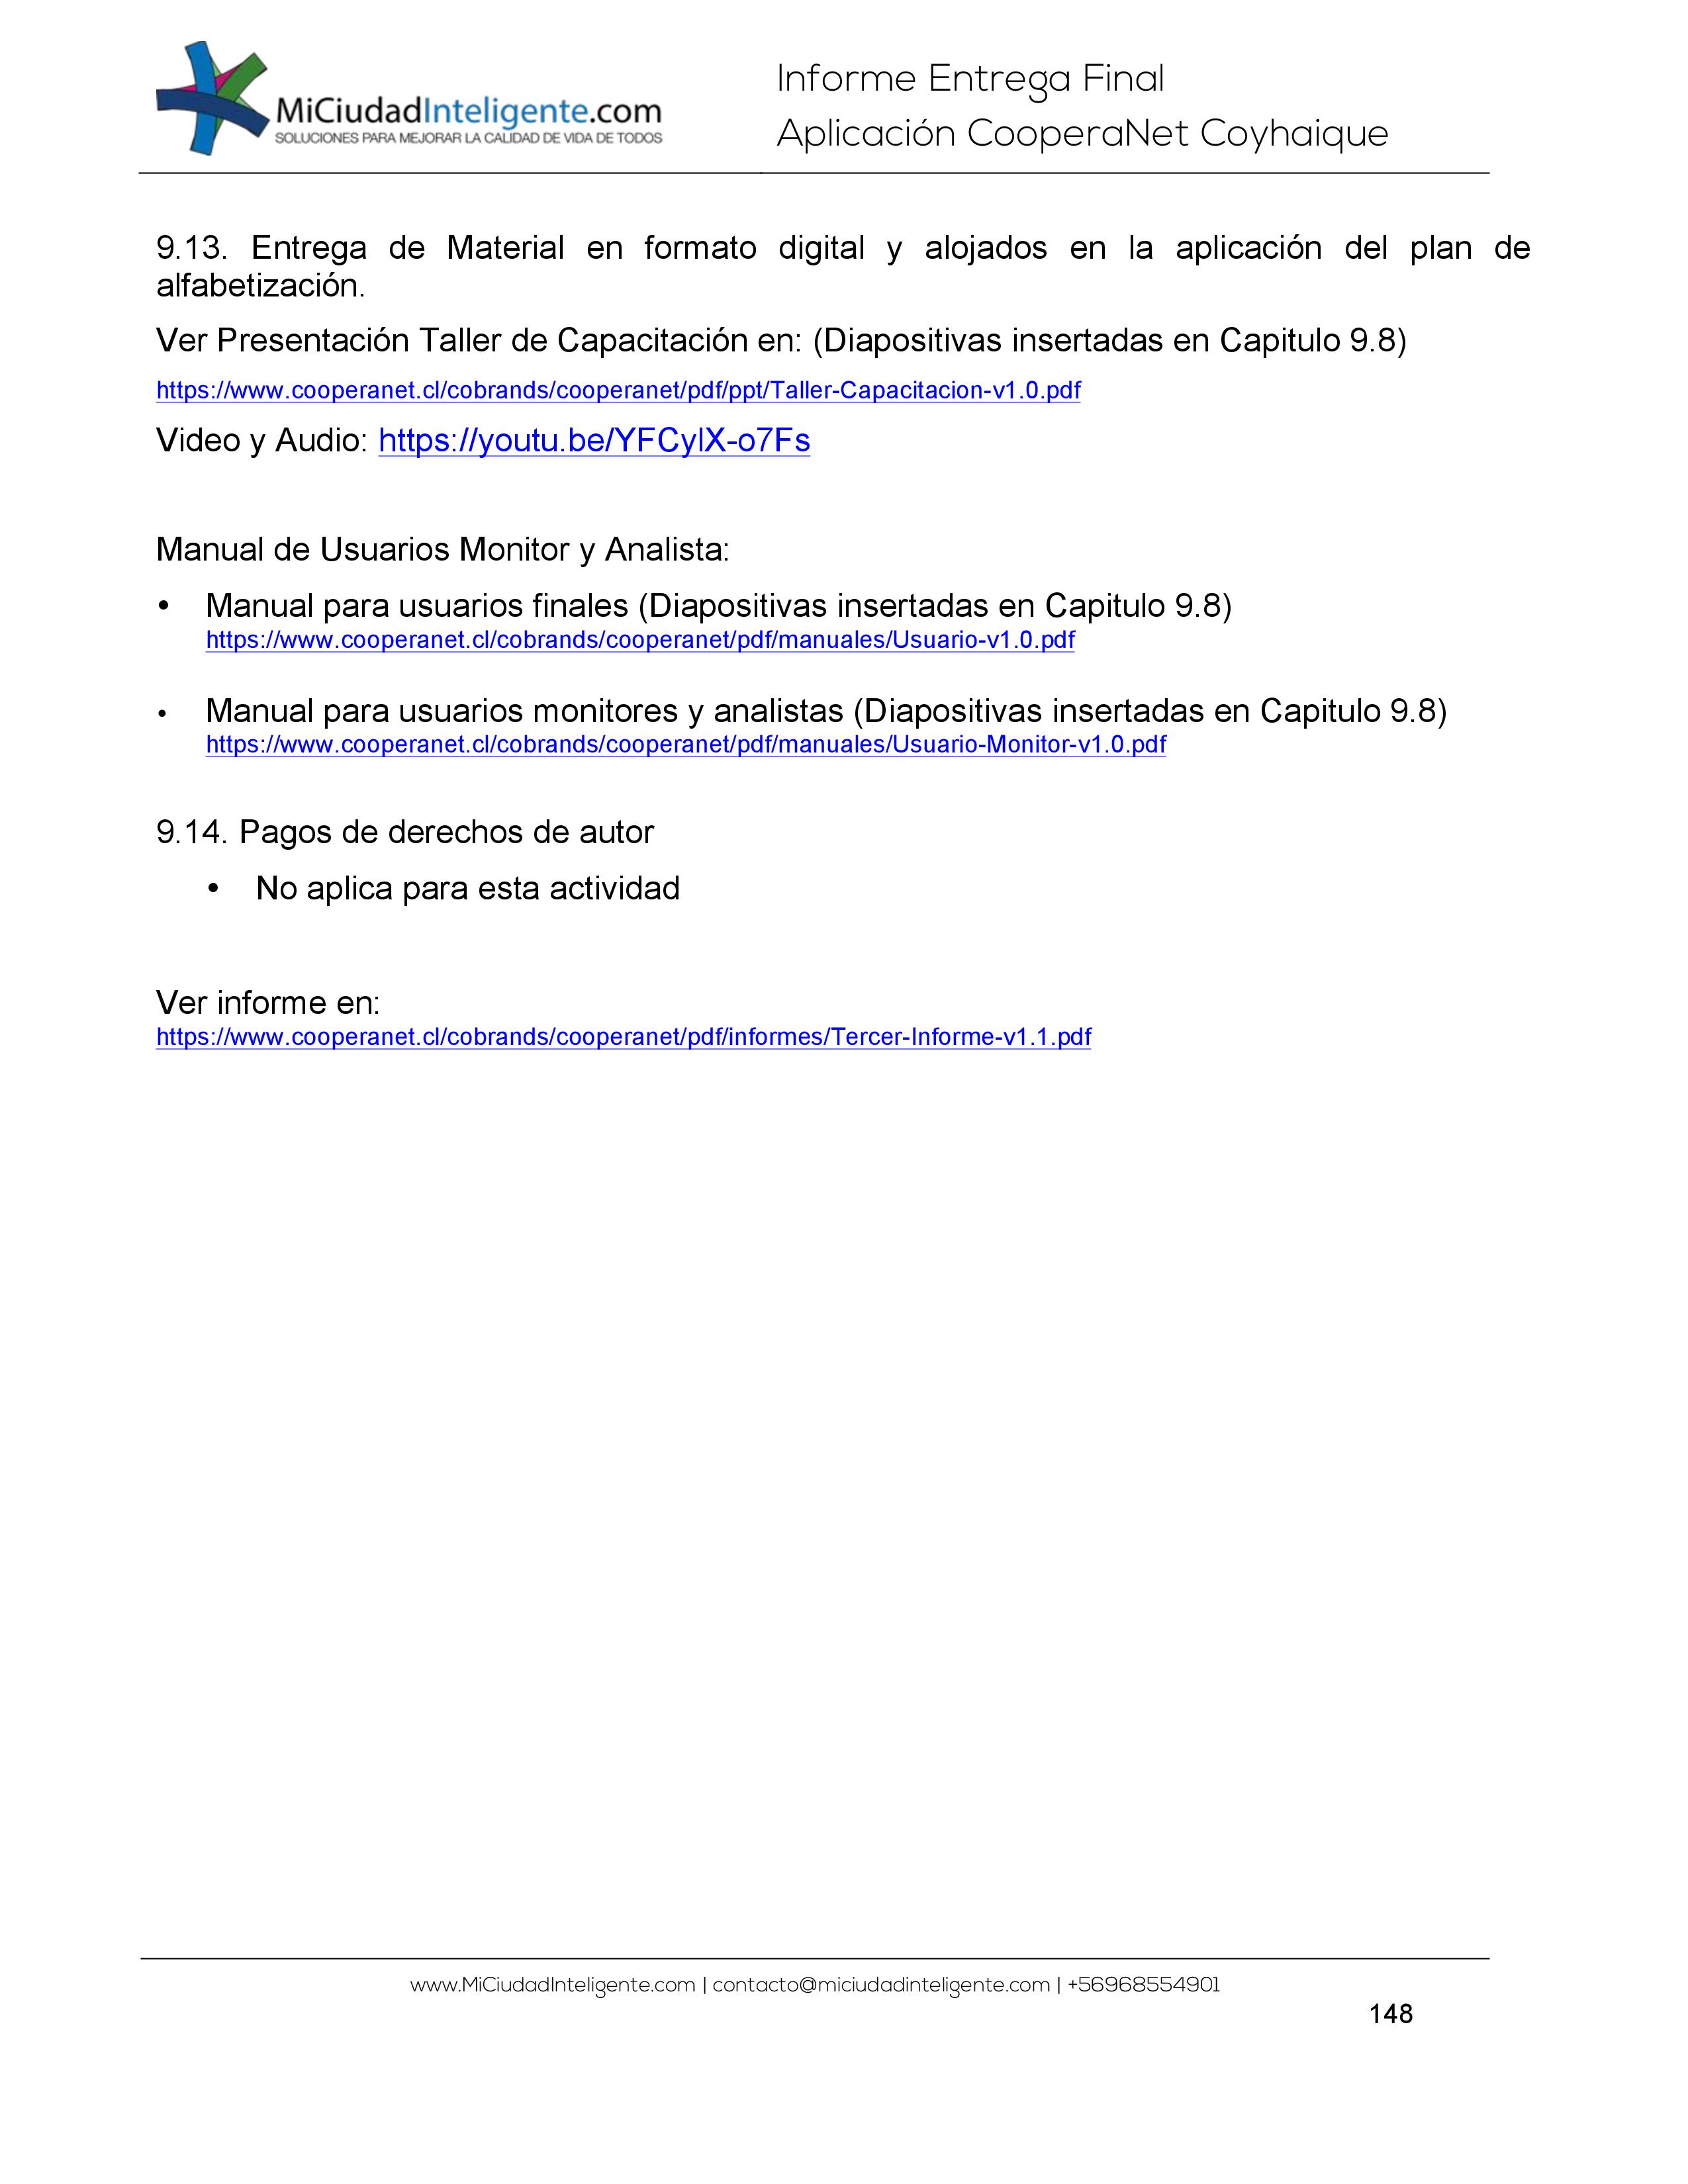 MiCiudadInteligente.com
SOLUCIONES PARA MEJORAR LA CALIDAD DE VIDA DE TODOS
Informe Entrega Final
Aplicación CooperaNet Coyhaique
9.13. Entrega de Material en formato digital y alojados en la aplicación del plan de
alfabetización.
Ver Presentación Taller de Capacitación en: (Diapositivas insertadas en Capitulo 9.8)
https://www.cooperanet.cl/cobrands/cooperanet/pdf/ppt/Taller-Capacitacion-v1.0.pdf
Video y Audio: https://youtu.be/YFCylX-o7Fs
Manual de Usuarios Monitor y Analista:
• Manual para usuarios finales (Diapositivas insertadas en Capitulo 9.8)
https://www.cooperanet.cl/cobrands/cooperanet/pdf/manuales/Usuario-v1.0.pdf
• Manual para usuarios monitores y analistas (Diapositivas insertadas en Capitulo 9.8)
https://www.cooperanet.cl/cobrands/cooperanet/pdf/manuales/Usuario-Monitor-v1.0.pdf
9.14. Pagos de derechos de autor
• No aplica para esta actividad
Ver informe en:
https://www.cooperanet.cl/cobrands/cooperanet/pdf/informes/Tercer-Informe-v1.1.pdf
www.MiCiudadInteligente.com | contacto@miciudadinteligente.com | +56968554901
148